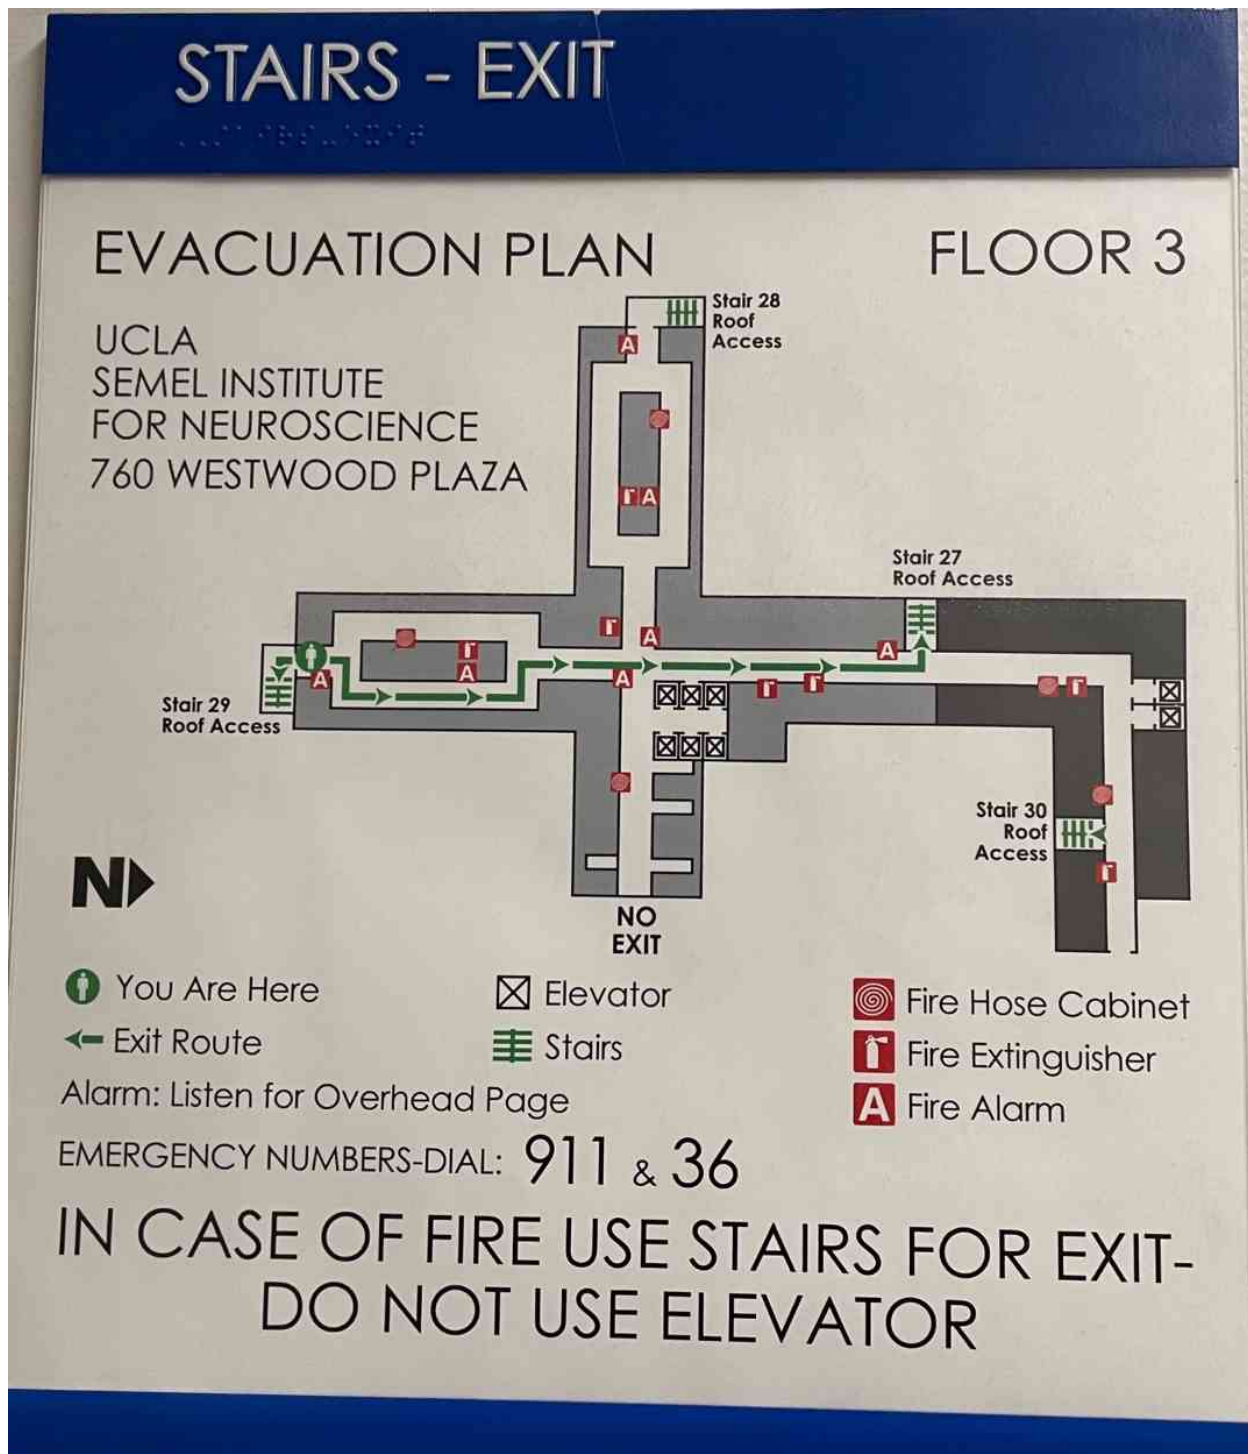 STAIRS - EXIT
EVACUATION PLAN
FLOOR 3
UCLA
SEMEL INSTITUTE
FOR NEUROSCIENCE
760 WESTWOOD PLAZA
Stair 28
Roof
Access
Stair 27
Roof Access
A
A
A
A
A
A
A
Stair 29
Roof Access
Stair 30
Roof
Access
N
NO
EXIT
You Are Here
Exit Route
Elevator
Stairs
Fire Hose Cabinet
Fire Extinguisher
A Fire Alarm
Alarm: Listen for Overhead Page
EMERGENCY NUMBERS-DIAL: 911 & 36
IN CASE OF FIRE USE STAIRS FOR EXIT-
DO NOT USE ELEVATOR